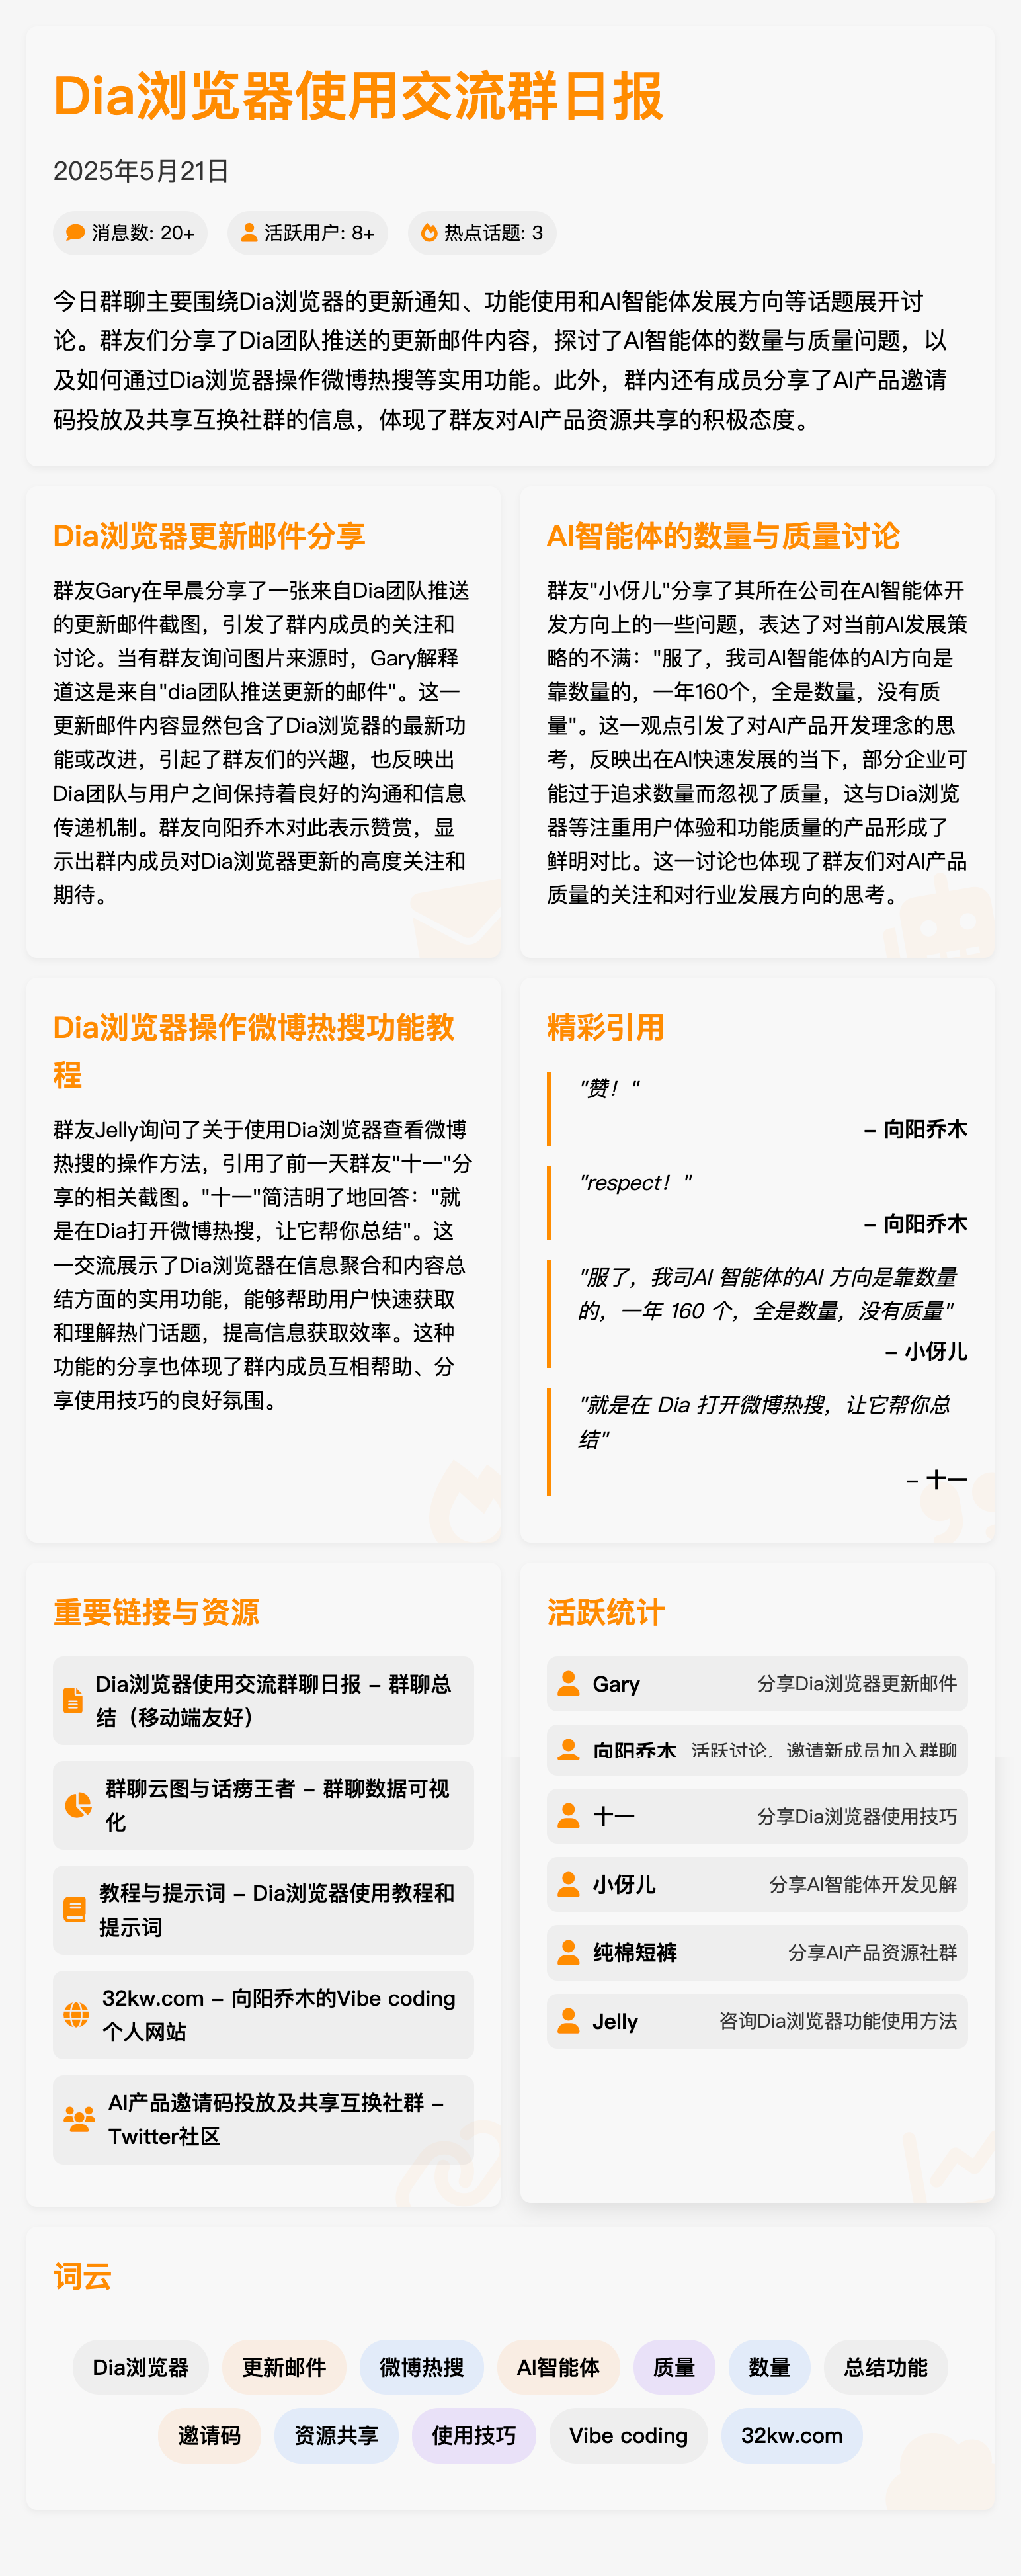 Dia浏览器使用交流群日报
2025年5月21日
消息数: 20+
活跃用户: 8+
热点话题: 3
今日群聊主要围绕Dia浏览器的更新通知、功能使用和AI智能体发展方向等话题展开讨
论。群友们分享了Dia团队推送的更新邮件内容，探讨了AI智能体的数量与质量问题，以
及如何通过Dia浏览器操作微博热搜等实用功能。此外，群内还有成员分享了AI产品邀请
码投放及共享互换社群的信息，体现了群友对AI产品资源共享的积极态度。
Dia浏览器更新邮件分享
群友Gary在早晨分享了一张来自Dia团队推送
的更新邮件截图，引发了群内成员的关注和
讨论。当有群友询问图片来源时，Gary解释
道这是来自"dia团队推送更新的邮件"。这一
更新邮件内容显然包含了Dia浏览器的最新功
能或改进，引起了群友们的兴趣，也反映出
Dia团队与用户之间保持着良好的沟通和信息
传递机制。群友向阳乔木对此表示赞赏，显
示出群内成员对Dia浏览器更新的高度关注和
期待。
AI智能体的数量与质量讨论
群友"小伢儿"分享了其所在公司在AI智能体开
发方向上的一些问题，表达了对当前AI发展策
略的不满："服了，我司AI智能体的AI方向是
靠数量的，一年160个，全是数量，没有质
量"。这一观点引发了对AI产品开发理念的思
考，反映出在AI快速发展的当下，部分企业可
能过于追求数量而忽视了质量，这与Dia浏览
器等注重用户体验和功能质量的产品形成了
鲜明对比。这一讨论也体现了群友们对AI产品
质量的关注和对行业发展方向的思考。
Dia浏览器操作微博热搜功能教
程
群友Jelly询问了关于使用Dia浏览器查看微博
热搜的操作方法，引用了前一天群友"十一"分
享的相关截图。"十一"简洁明了地回答："就
是在Dia打开微博热搜，让它帮你总结"。这
一交流展示了Dia浏览器在信息聚合和内容总
结方面的实用功能，能够帮助用户快速获取
和理解热门话题，提高信息获取效率。这种
功能的分享也体现了群内成员互相帮助、分
享使用技巧的良好氛围。
精彩引用
"赞！"
– 向阳乔木
"respect！"
– 向阳乔木
"服了，我司AI 智能体的AI 方向是靠数量
的，一年 160 个，全是数量，没有质量"
– 小伢儿
"就是在 Dia 打开微博热搜，让它帮你总
结"
– 十一
重要链接与资源
Dia浏览器使用交流群聊日报 – 群聊总
结（移动端友好）
群聊云图与话痨王者 – 群聊数据可视
化
教程与提示词 – Dia浏览器使用教程和
提示词
32kw.com – 向阳乔木的Vibe coding
个人网站
AI产品邀请码投放及共享互换社群 –
Twitter社区
活跃统计
Gary 分享Dia浏览器更新邮件
向阳乔木 活跃讨论，邀请新成员加入群聊
十一 分享Dia浏览器使用技巧
小伢儿 分享AI智能体开发见解
纯棉短裤 分享AI产品资源社群
Jelly 咨询Dia浏览器功能使用方法
词云
Dia浏览器 更新邮件 微博热搜 AI智能体 质量 数量 总结功能
邀请码 资源共享 使用技巧 Vibe coding 32kw.com